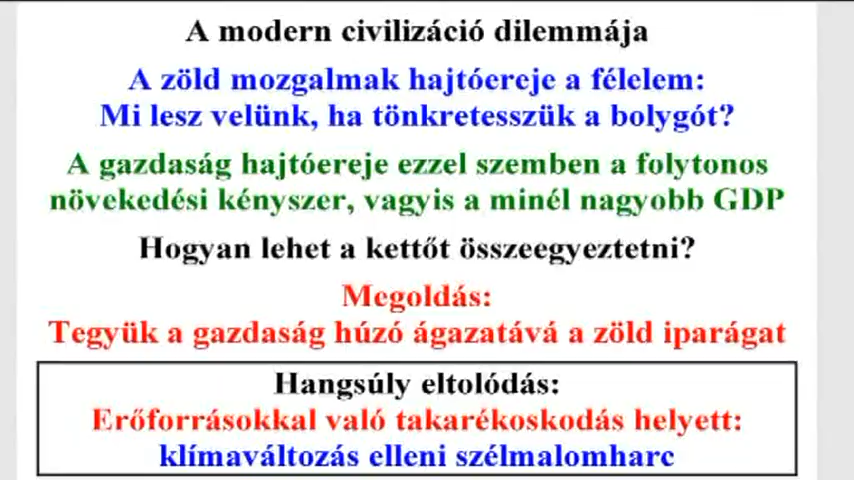 A modern civilizáció dilemmája
A zöld mozgalmak hajtóereje a félelem:
Mi lesz velünk, ha tönkretesszük a bolygót?
A gazdaság hajtóereje ezzel szemben a folytonos
növekedési kényszer, vagyis a minél nagyobb GDP
Hogyan lehet a kettőt összeegyeztetni?
Megoldás:
Tegyük a gazdaság húzó ágazatává a zöld iparágat
Hangsúly eltolódás:
Erőforrásokkal való takarékoskodás helyett:
klímaváltozás elleni szélmalomharc